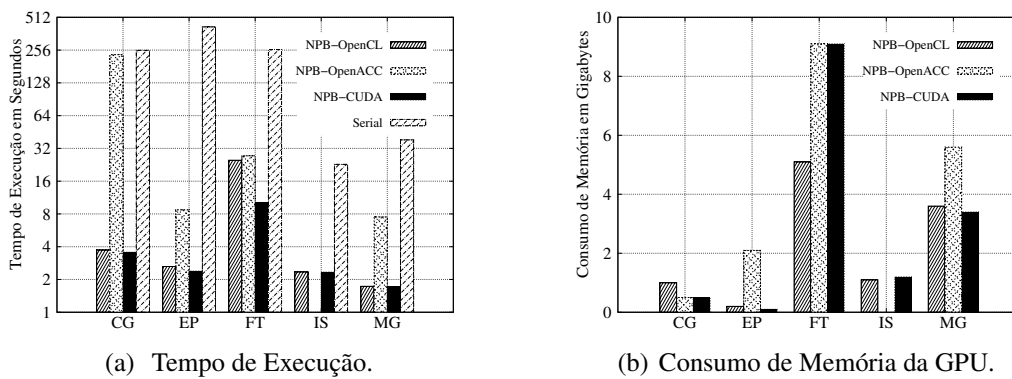 512
256
128
64
32
16
8
4
2
1
Tempo de Execução em Segundos
NPB−OpenCL
NPB−OpenACC
NPB−CUDA
Serial
CG EP FT IS MG
(a) Tempo de Execução.
10
8
6
4
2
0
Consumo de Memória em Gigabytes
NPB−OpenCL
NPB−OpenACC
NPB−CUDA
CG EP FT IS MG
(b) Consumo de Memória da GPU.